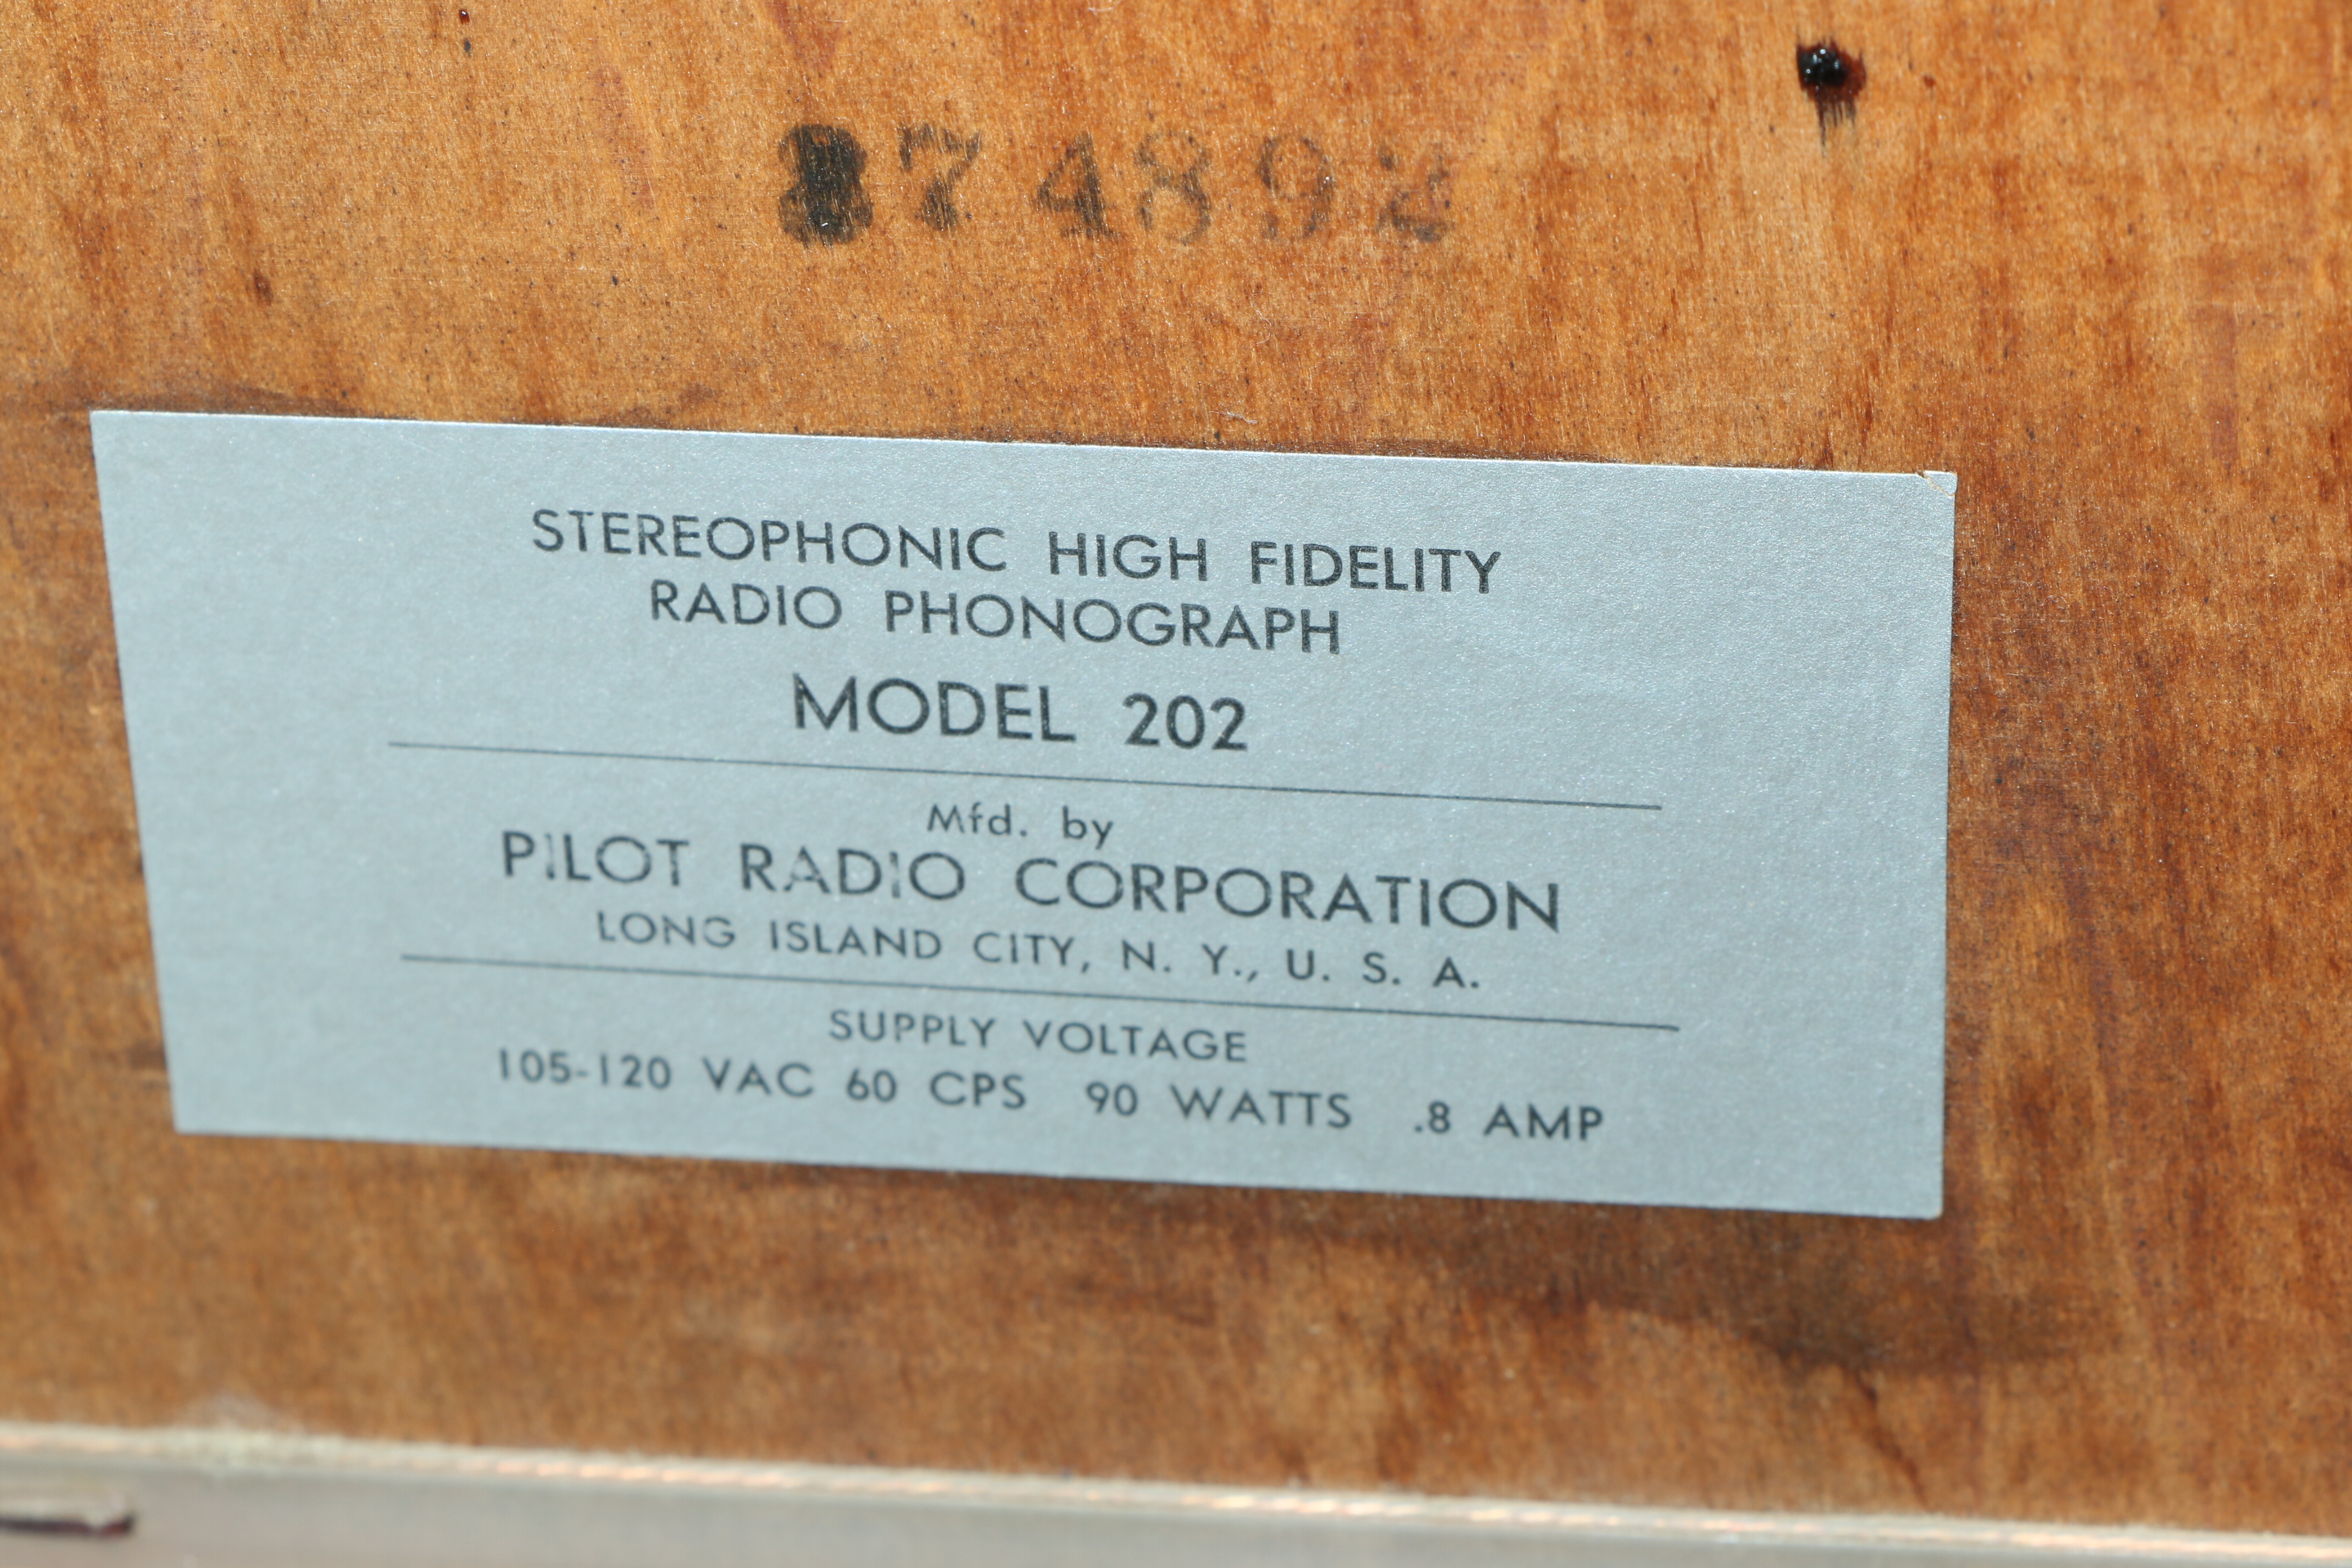 STEREOPHONIC HIGH FIDELITY
RADIO PHONOGRAPH
MODEL 202
Mfd. by
PILOT RADIO CORPORATION
LONG ISLAND CITY, N. Y., U. S. A.
SUPPLY VOLTAGE
105-120 VAC 60 CPS 90 WATTS .8 AMP